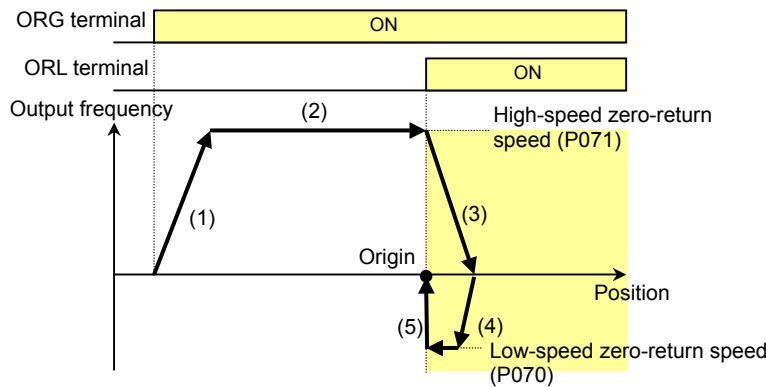 ORG terminal
ON
ORL terminal
ON
Output frequency
(2)
High-speed zero-return
speed (P071)
(1)
(3)
Origin
Position
(5)
(4)
Low-speed zero-return speed
(P070)